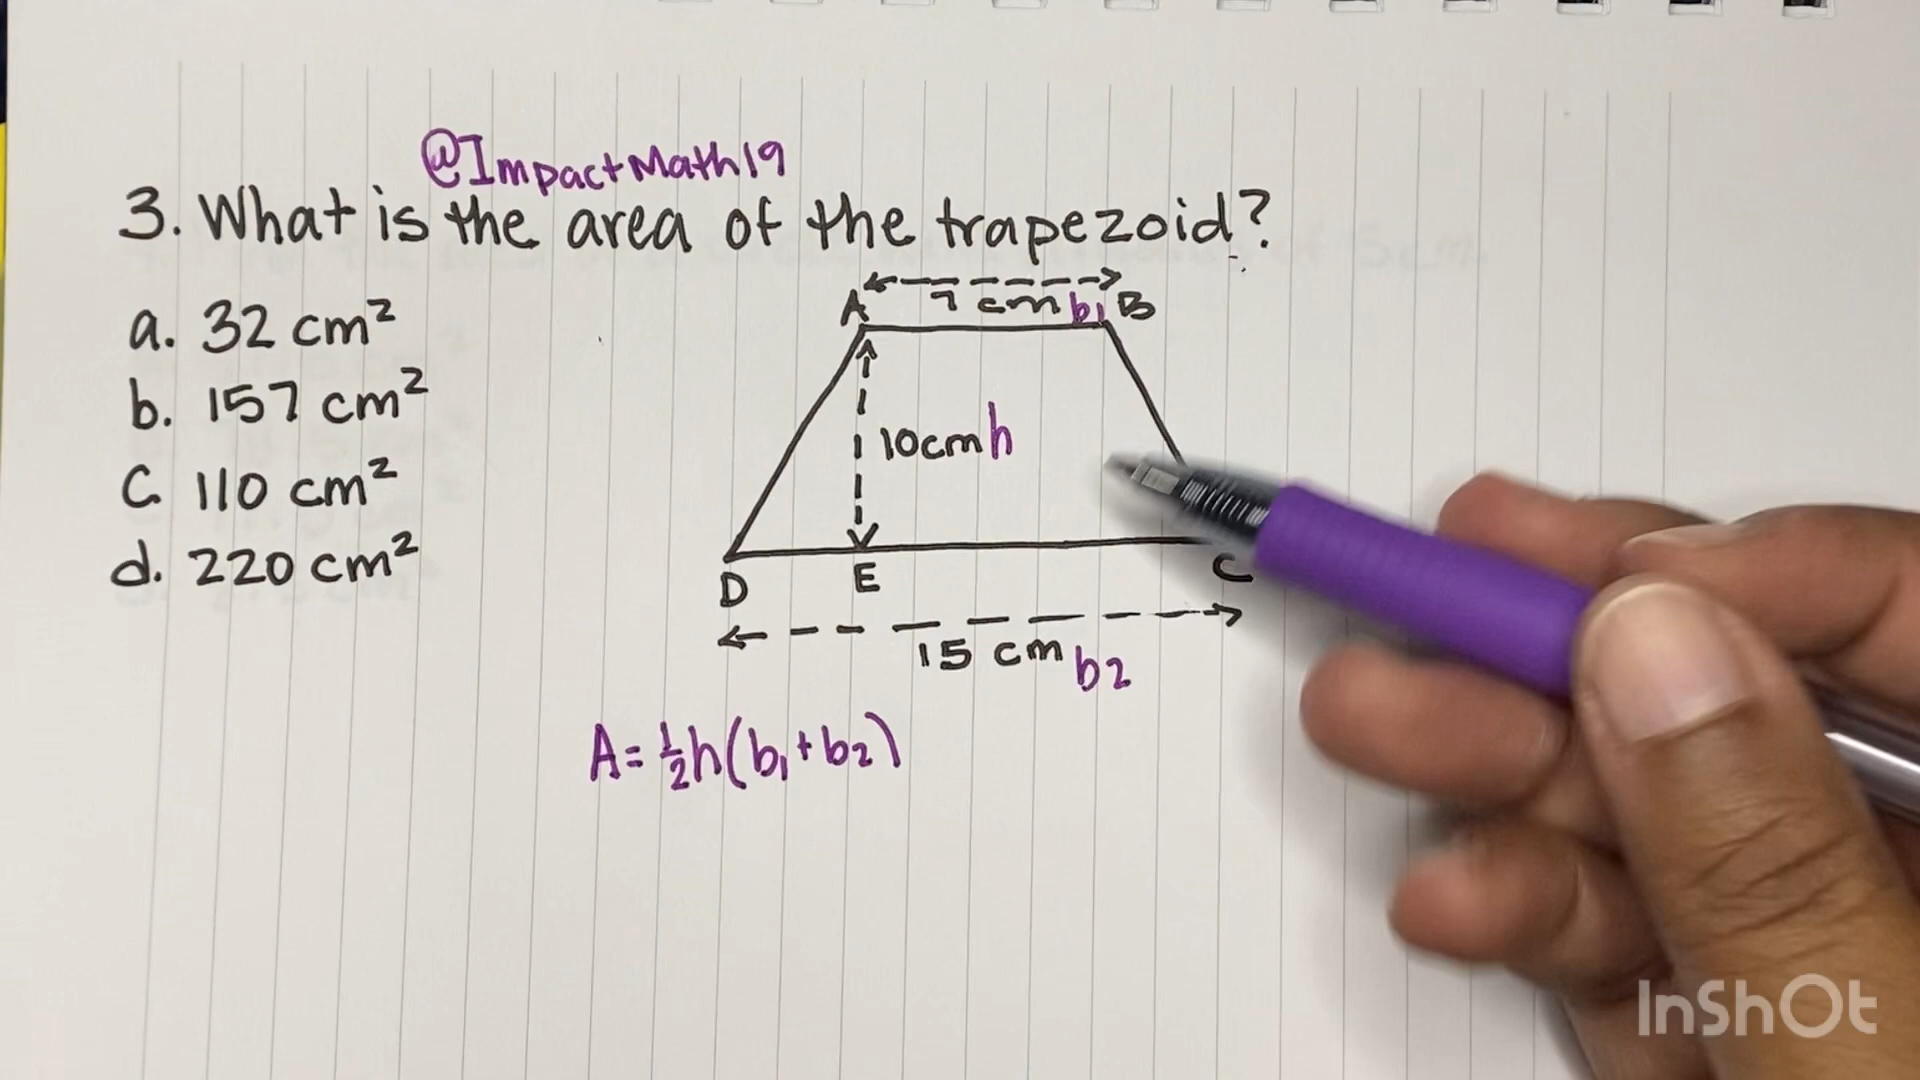 @ImpactMath19
3. What is the area of the trapezoid?
a. 32 cm²
b. 157 cm²
c. 110 cm²
d. 220 cm²
A 7 cm b₁ B
10cm h
D E C
15 cm b2
A = ½h(b₁ + b₂)
InShOt